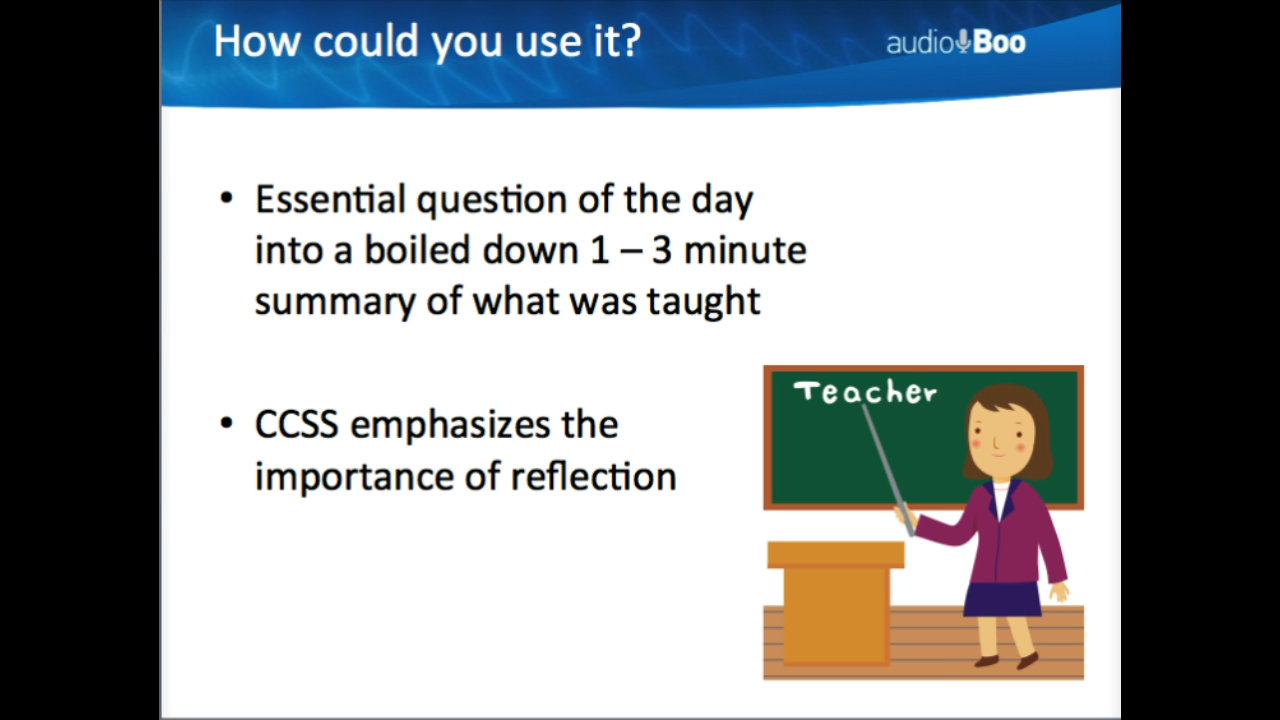 How could you use it?
audioBoo
• Essential question of the day
into a boiled down 1 – 3 minute
summary of what was taught
• CCSS emphasizes the
importance of reflection
Teacher